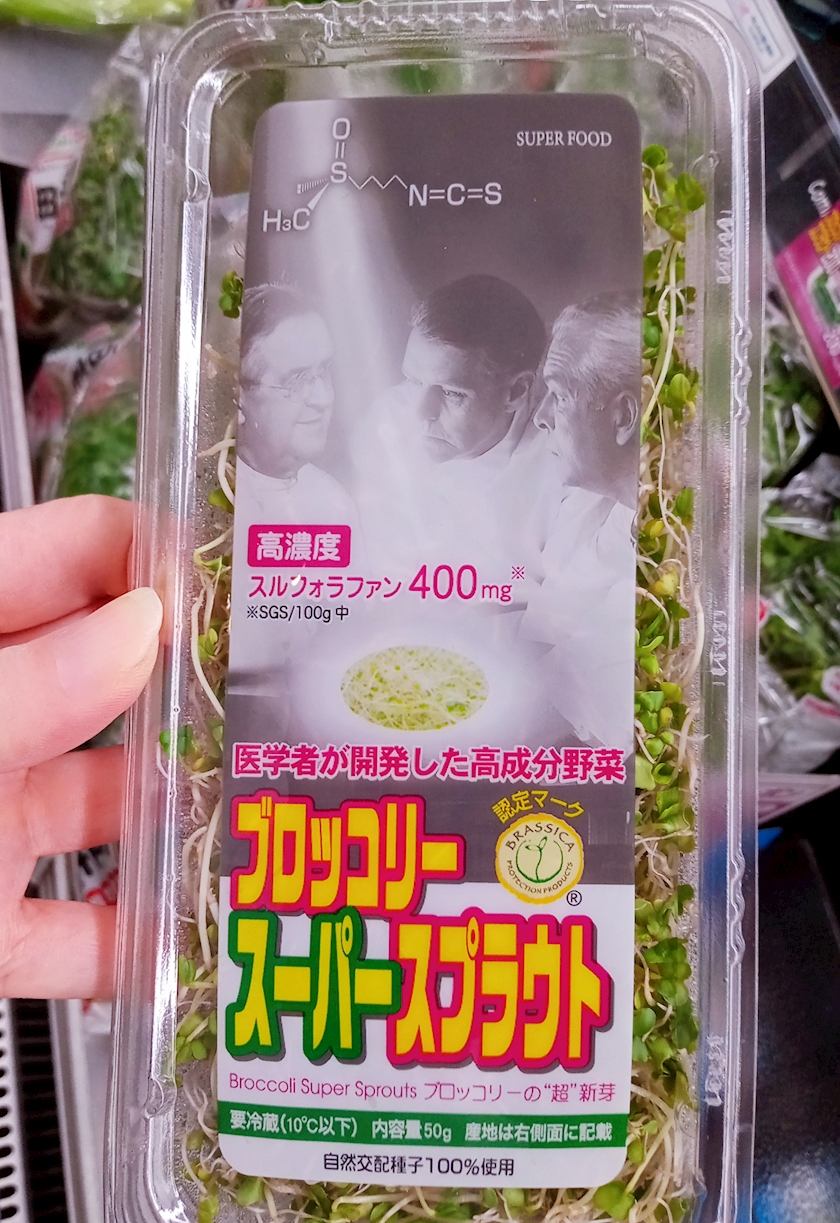 O
S
N=C=S
H₃C
SUPER FOOD
高濃度
スルフォラファン 400mg※
※SGS/100g 中
医学者が開発した高成分野菜
認定マーク
BRASSICA
PROTECTION PRODUCTS
®
ブロッコリー
スーパースプラウト
Broccoli Super Sprouts ブロッコリーの“超”新芽
要冷蔵(10℃以下) 内容量50g 産地は右側面に記載
自然交配種子100%使用